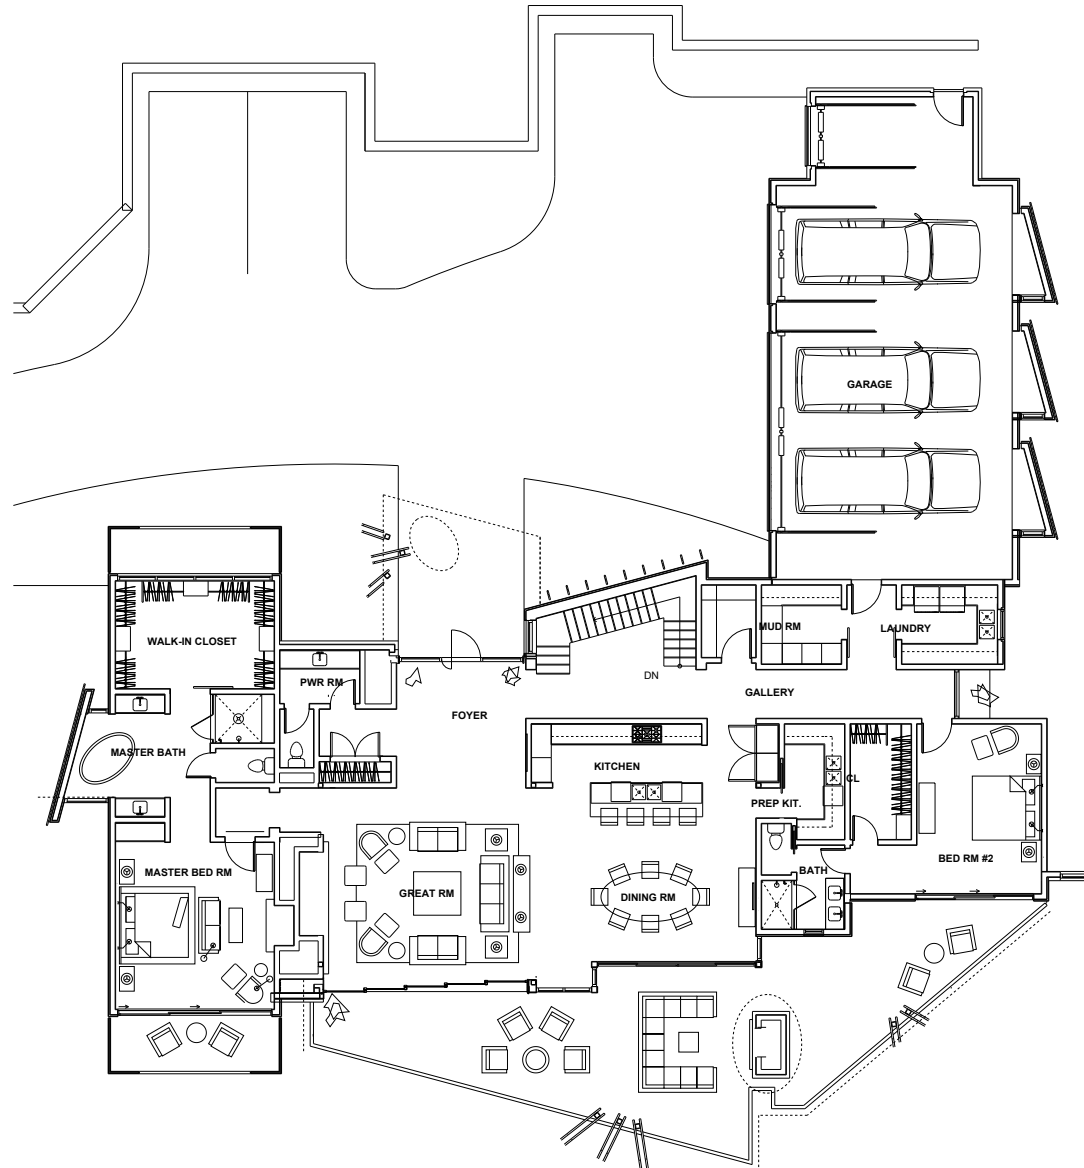 GARAGE
MUD RM
LAUNDRY
WALK-IN CLOSET
PWR RM
DN
GALLERY
FOYER
MASTER BATH
KITCHEN
CL
PREP KIT.
BED RM #2
MASTER BED RM
BATH
GREAT RM
DINING RM